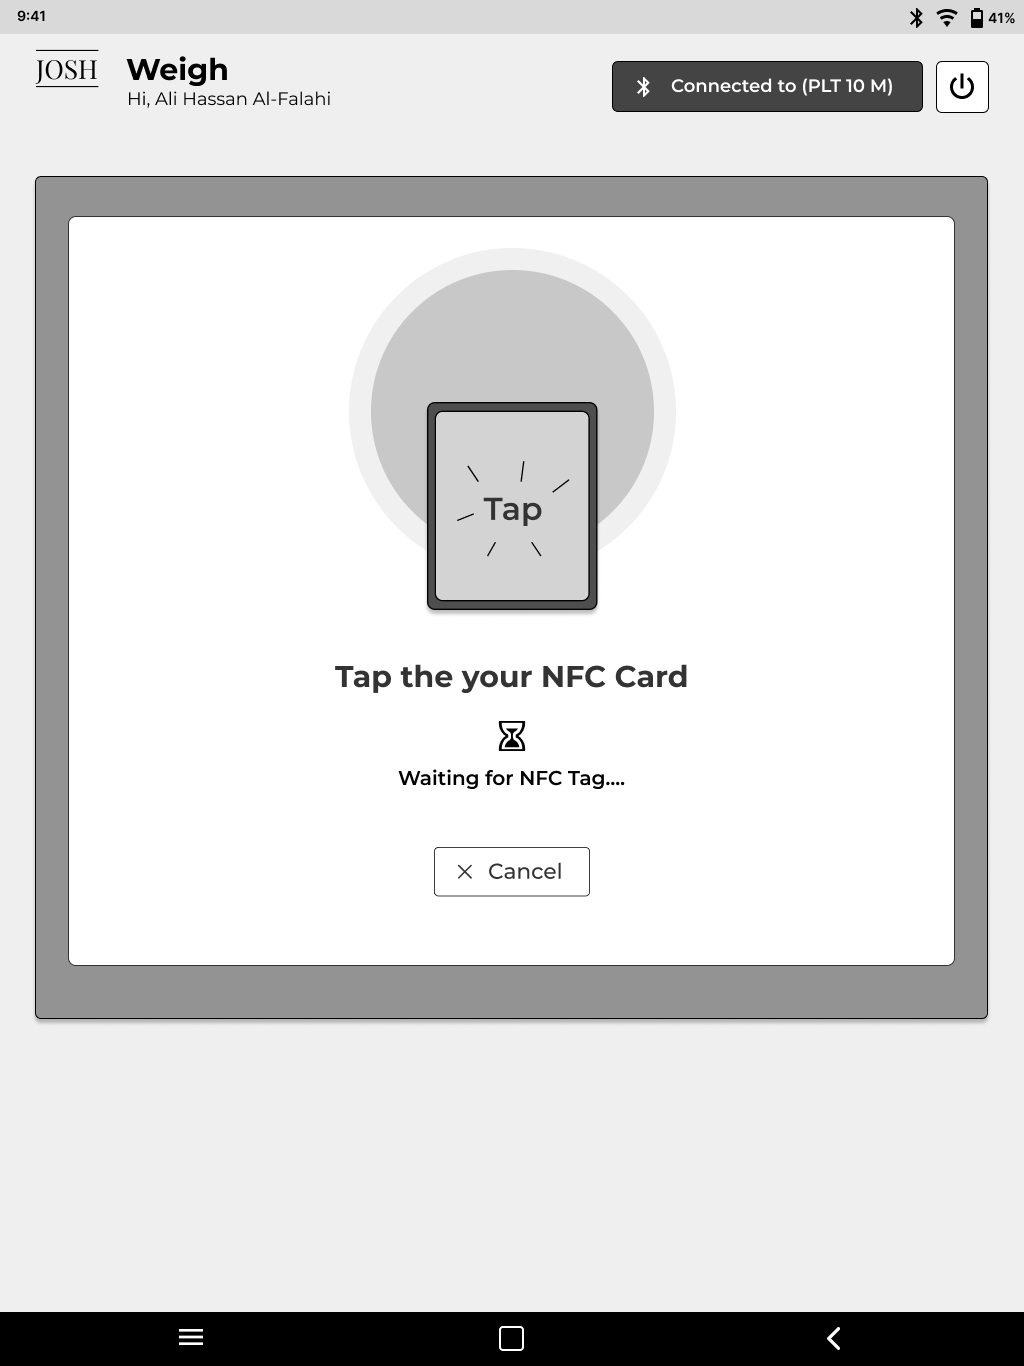 9:41
41%
JOSH
Weigh
Hi, Ali Hassan Al-Falahi
Connected to (PLT 10 M)
Tap
Tap the your NFC Card
Waiting for NFC Tag....
Cancel